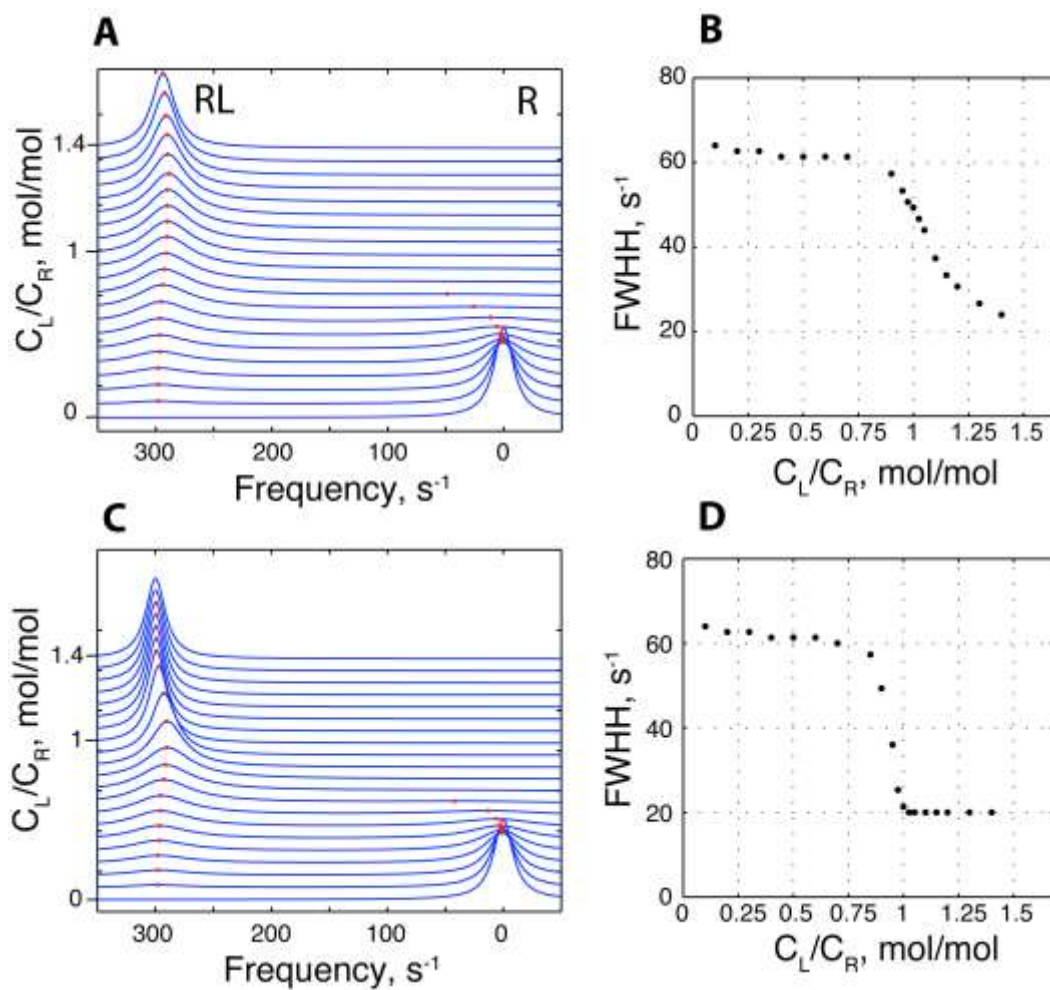 A
RL
R
1.4
1
0
C_L/C_R, mol/mol
300
200
100
0
Frequency, s⁻¹
B
80
60
40
20
0
FWHH, s⁻¹
0
0.25
0.5
0.75
1
1.25
1.5
C_L/C_R, mol/mol
C
1.4
1
0
C_L/C_R, mol/mol
300
200
100
0
Frequency, s⁻¹
D
80
60
40
20
0
FWHH, s⁻¹
0
0.25
0.5
0.75
1
1.25
1.5
C_L/C_R, mol/mol